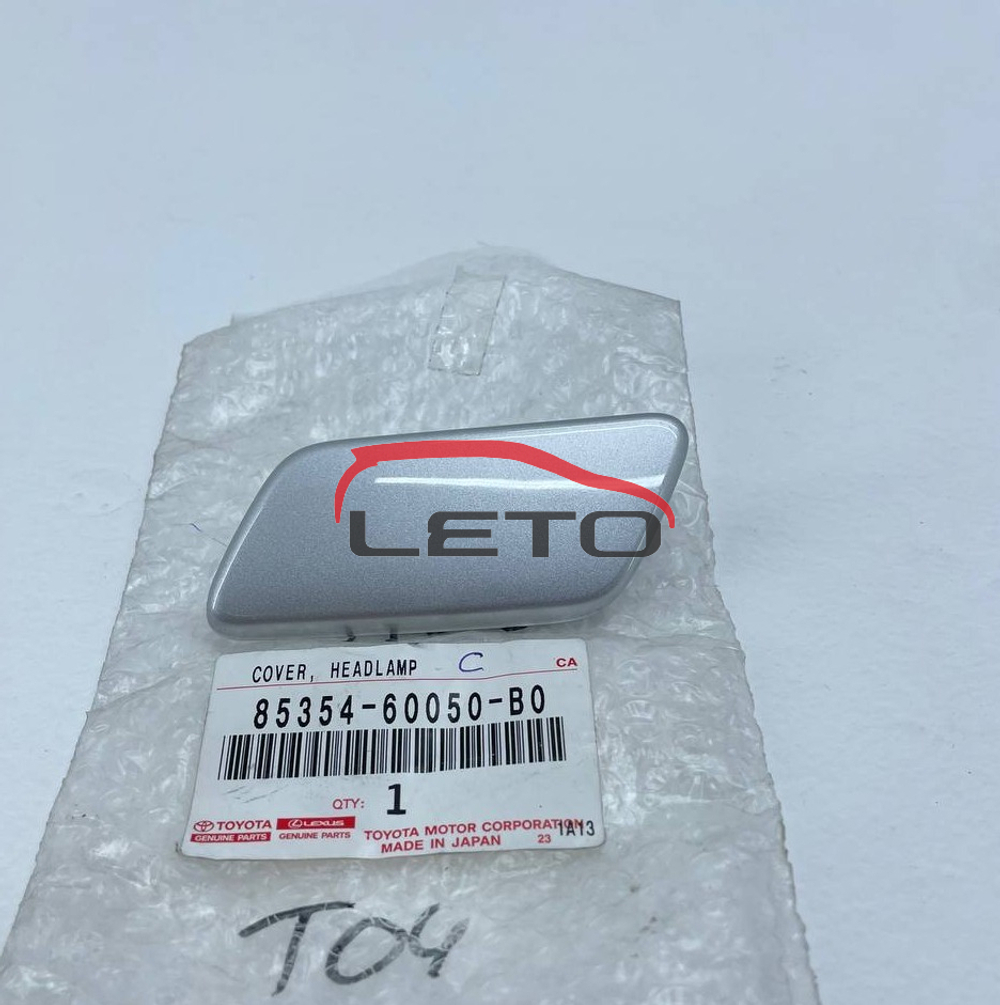 LETO
COVER, HEADLAMP C CA
85354-60050-B0
QTY: 1
TOYOTA LEXUS
GENUINE PARTS GENUINE PARTS TOYOTA MOTOR CORPORATION 1A13
MADE IN JAPAN 23
T04